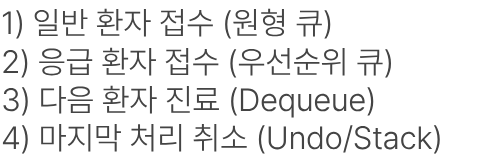 1) 일반 환자 접수 (원형 큐)
2) 응급 환자 접수 (우선순위 큐)
3) 다음 환자 진료 (Dequeue)
4) 마지막 처리 취소 (Undo/Stack)